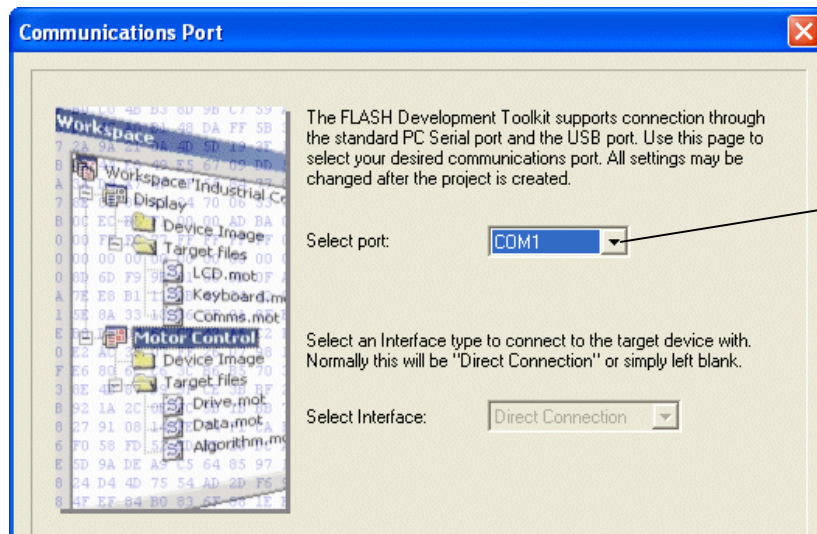 Communications Port
The FLASH Development Toolkit supports connection through
the standard PC Serial port and the USB port. Use this page to
select your desired communications port. All settings may be
changed after the project is created.
Select port:
COM1
Select an Interface type to connect to the target device with.
Normally this will be "Direct Connection" or simply left blank.
Select Interface:
Direct Connection
Workspace
Workspace 'Industrial
Display
Device Image
Target files
LCD.mot
Keyboard.m
Comms.mot
Motor Control
Device Image
Target files
Drive.mot
Data.mot
Algorithm.m